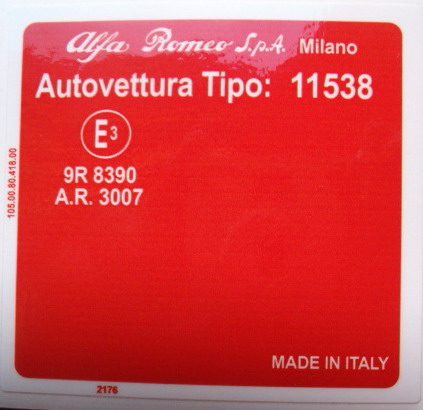 Alfa Romeo S.p.A. Milano
Autovettura Tipo: 11538
E3
9R 8390
A.R. 3007
105.00.80.418.00
MADE IN ITALY
2176